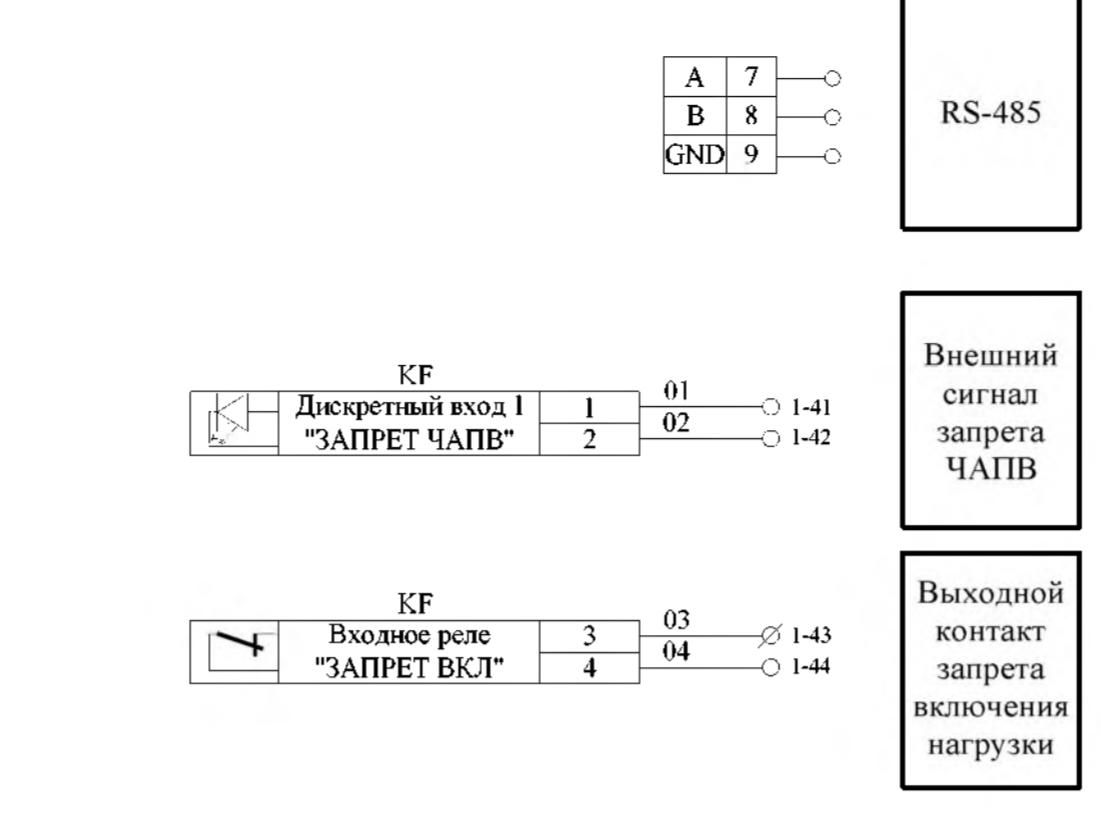 A 7
B 8
GND 9
RS-485
KF
Дискретный вход 1
"ЗАПРЕТ ЧАПВ"
1
2
01
02
1-41
1-42
Внешний
сигнал
запрета
ЧАПВ
KF
Входное реле
"ЗАПРЕТ ВКЛ"
3
4
03
04
1-43
1-44
Выходной
контакт
запрета
включения
нагрузки